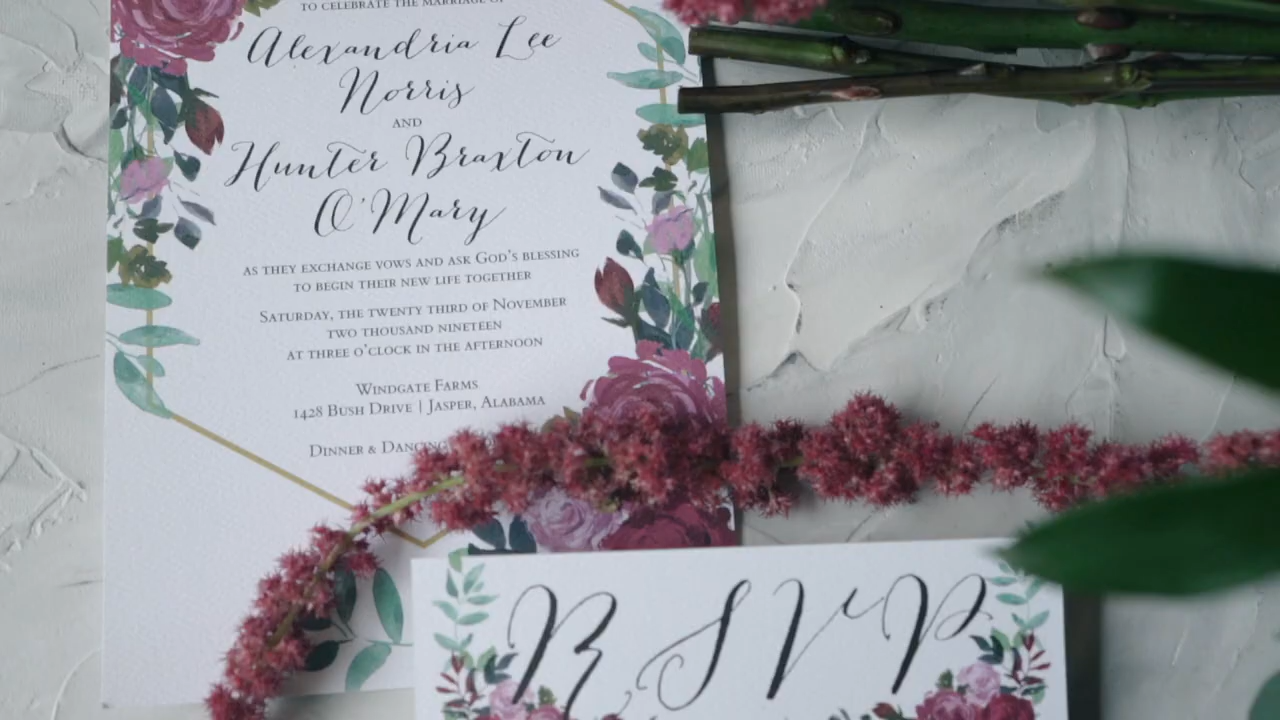 to celebrate the marriage of
Alexandria Lee
Norris
and
Hunter Braxton
O'Mary
as they exchange vows and ask God's blessing
to begin their new life together
Saturday, the twenty third of November
two thousand nineteen
at three o'clock in the afternoon
Windgate Farms
1428 Bush Drive | Jasper, Alabama
Dinner & Dancing
RSVP